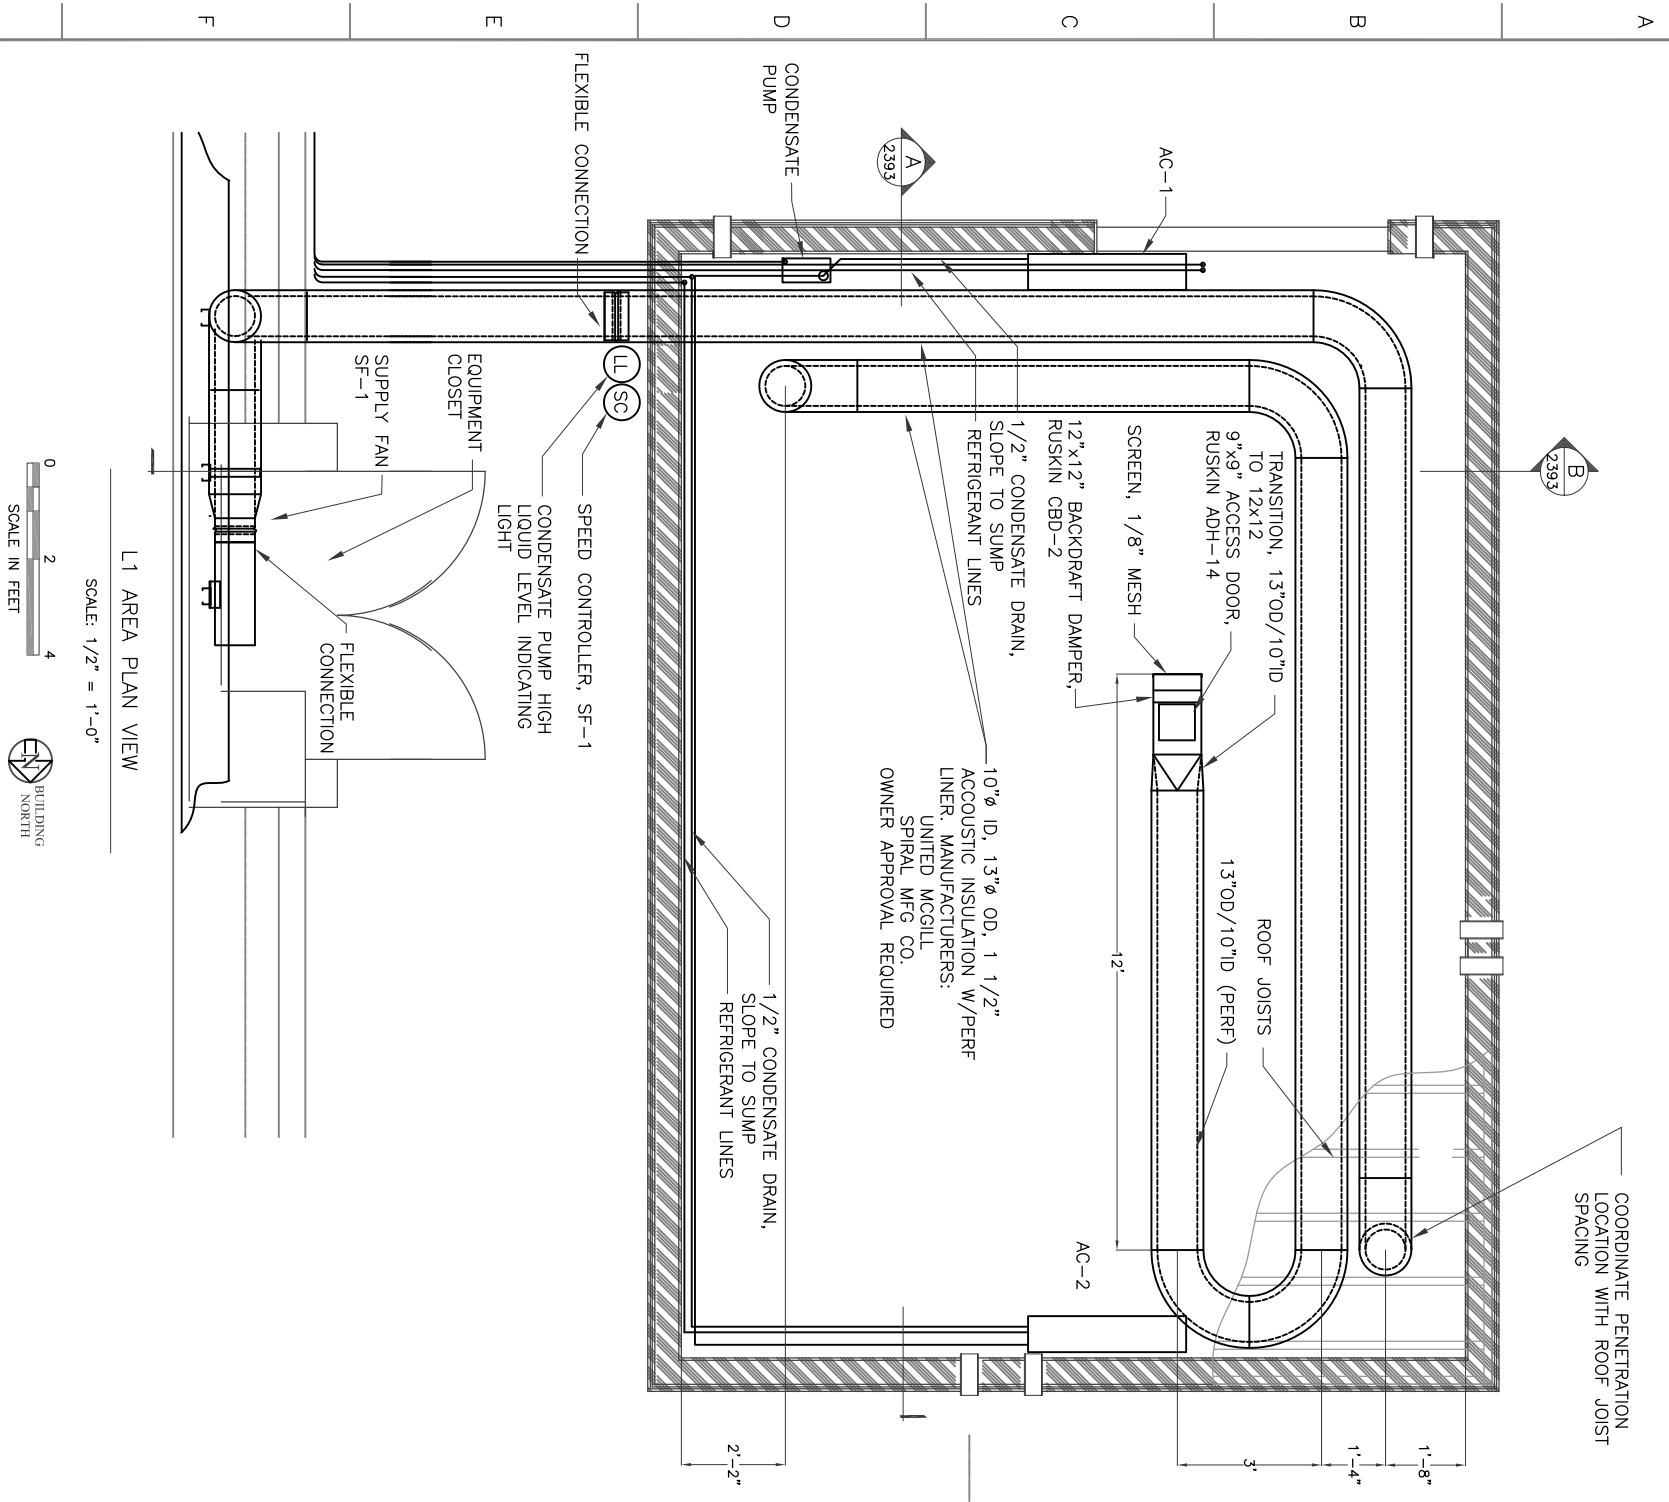 F
E
D
C
B
A
COORDINATE PENETRATION
LOCATION WITH ROOF JOIST
SPACING
B
2393
A
2393
AC-1
CONDENSATE
PUMP
FLEXIBLE CONNECTION
TRANSITION, 13"OD/10"ID
TO 12x12
9"x9" ACCESS DOOR,
RUSKIN ADH-14
SCREEN, 1/8" MESH
12"x12" BACKDRAFT DAMPER,
RUSKIN CBD-2
1/2" CONDENSATE DRAIN,
SLOPE TO SUMP
REFRIGERANT LINES
ROOF JOISTS
13"OD/10"ID (PERF)
12'
10"ø ID, 13"ø OD, 1 1/2"
ACCOUSTIC INSULATION W/PERF
LINER. MANUFACTURERS:
UNITED MCGILL
SPIRAL MFG CO.
OWNER APPROVAL REQUIRED
AC-2
1/2" CONDENSATE DRAIN,
SLOPE TO SUMP
REFRIGERANT LINES
1'-8"
1'-4"
3'
2'-2"
LL
SC
SPEED CONTROLLER, SF-1
CONDENSATE PUMP HIGH
LIQUID LEVEL INDICATING
LIGHT
EQUIPMENT
CLOSET
SUPPLY FAN
SF-1
FLEXIBLE
CONNECTION
L1 AREA PLAN VIEW
SCALE: 1/2" = 1'-0"
0
2
4
SCALE IN FEET
N
BUILDING
NORTH